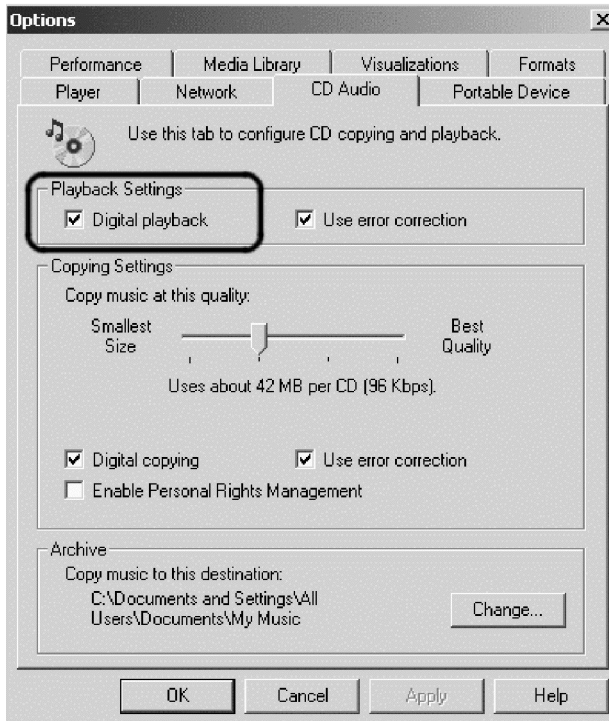 Options
Performance Media Library Visualizations Formats
Player Network CD Audio Portable Device
Use this tab to configure CD copying and playback.
Playback Settings
Digital playback Use error correction
Copying Settings
Copy music at this quality:
Smallest Size Best Quality
Uses about 42 MB per CD (96 Kbps).
Digital copying Use error correction
Enable Personal Rights Management
Archive
Copy music to this destination:
C:\Documents and Settings\All
Users\Documents\My Music
Change...
OK Cancel Apply Help